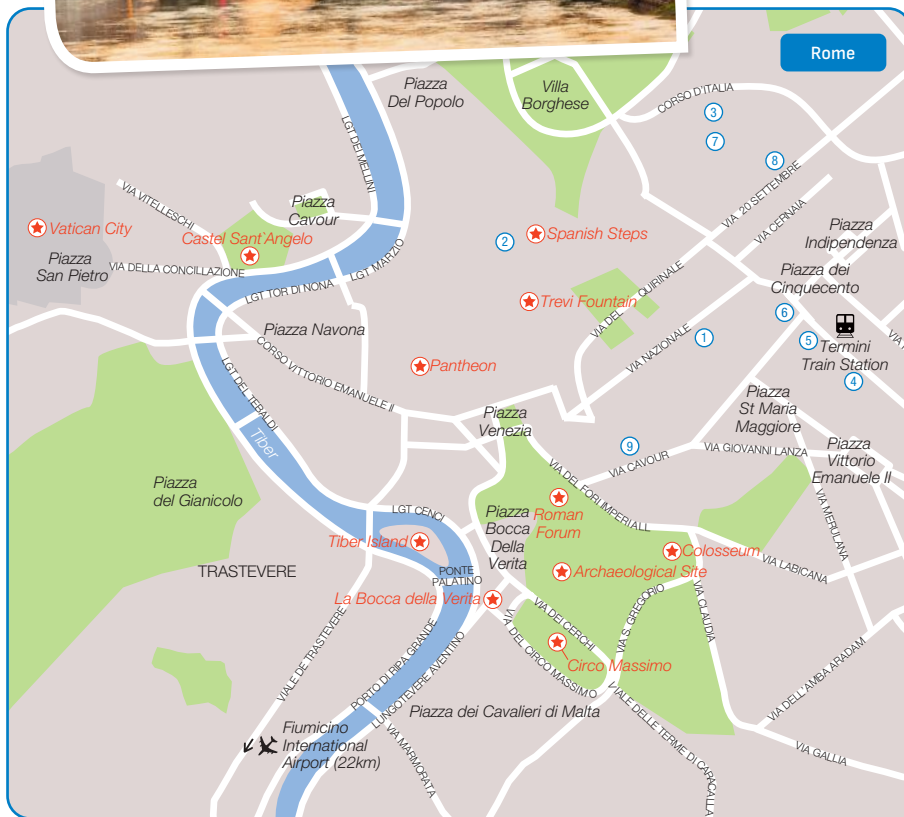 Rome
Piazza
Del Popolo
Villa
Borghese
CORSO D'ITALIA
3
7
8
LGT DEI MELLINI
VIA VITELLESCHI
Piazza
Cavour
VIA 20 SETTEMBRE
VIA CERNAIA
Piazza
Indipendenza
Vatican City
Castel Sant`Angelo
2
Spanish Steps
Piazza
San Pietro
VIA DELLA CONCILLAZIONE
LGT MARZIO
LGT TOR DI NONA
Piazza dei
Cinquecento
Trevi Fountain
VIA DEL QUIRINALE
6
Piazza Navona
VIA NAZIONALE
1
5
Termini
Train Station
4
CORSO VITTORIO EMANUELE II
Pantheon
LGT DEL TEBALDI
Piazza
St Maria
Maggiore
Piazza
Venezia
Tiber
9
VIA CAVOUR
VIA GIOVANNI LANZA
Piazza
Vittorio
Emanuele II
VIA DEL FORI IMPERIALL
VIA MERULANA
Piazza
del Gianicolo
LGT CENCI
Roman
Forum
Piazza
Bocca
Della
Verita
Tiber Island
Colosseum
VIA LABICANA
TRASTEVERE
PONTE
PALATINO
Archaeological Site
La Bocca della Verita
VIA DEI CERCHI
VIA S. GREGORIO
VIA CLAUDIA
VIALE DE TRASTEVERE
PORTO DI RIPA GRANDE
LUNGOTEVERE AVENTINO
VIA DEL CIRCO MASSIMO
Circo Massimo
VIA DELL'AMBA ARADAM
Piazza dei Cavalieri di Malta
VIALE DELLE TERME DI CARACALLA
Fiumicino
International
Airport (22km)
VIA MARMORATA
VIA GALLIA